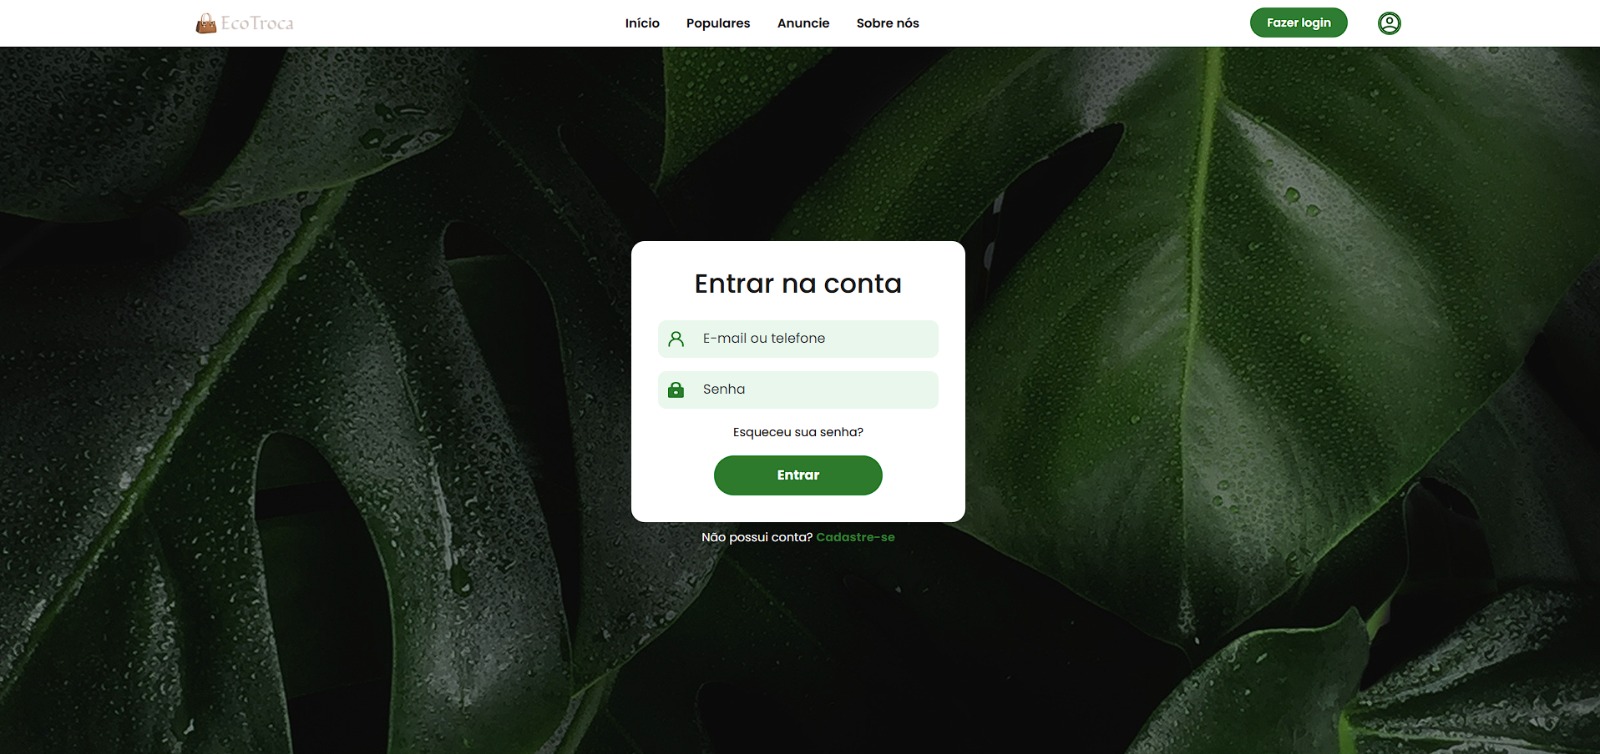 EcoTroca
Início Populares Anuncie Sobre nós
Fazer login
Entrar na conta
E-mail ou telefone
Senha
Esqueceu sua senha?
Entrar
Não possui conta? Cadastre-se